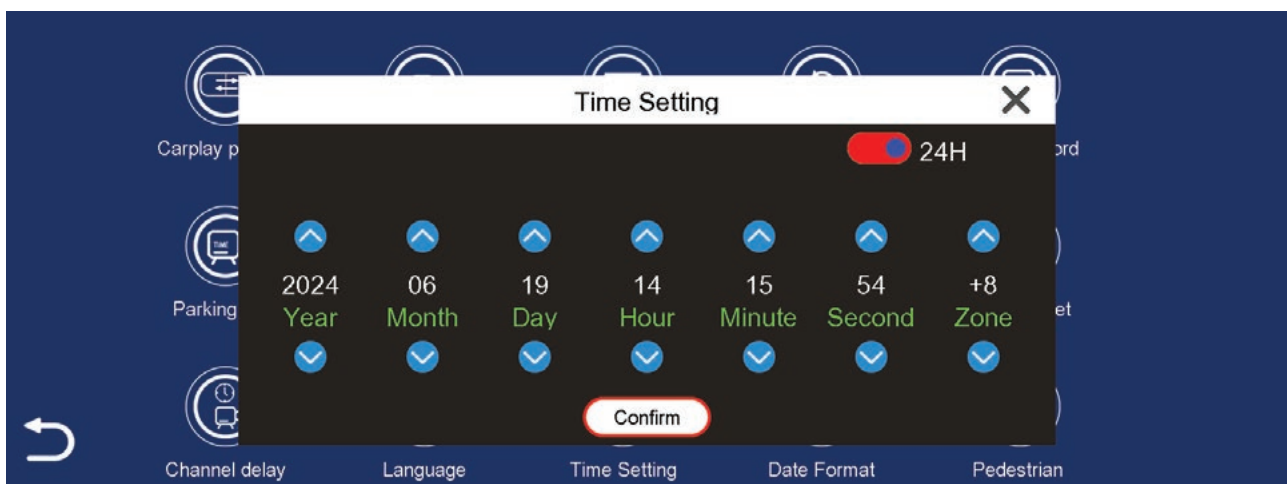 Time Setting
24H
Carplay p
ord
TIME
2024 06 19 14 15 54 +8
Parking
et
Year Month Day Hour Minute Second Zone
Confirm
Channel delay Language Time Setting Date Format Pedestrian